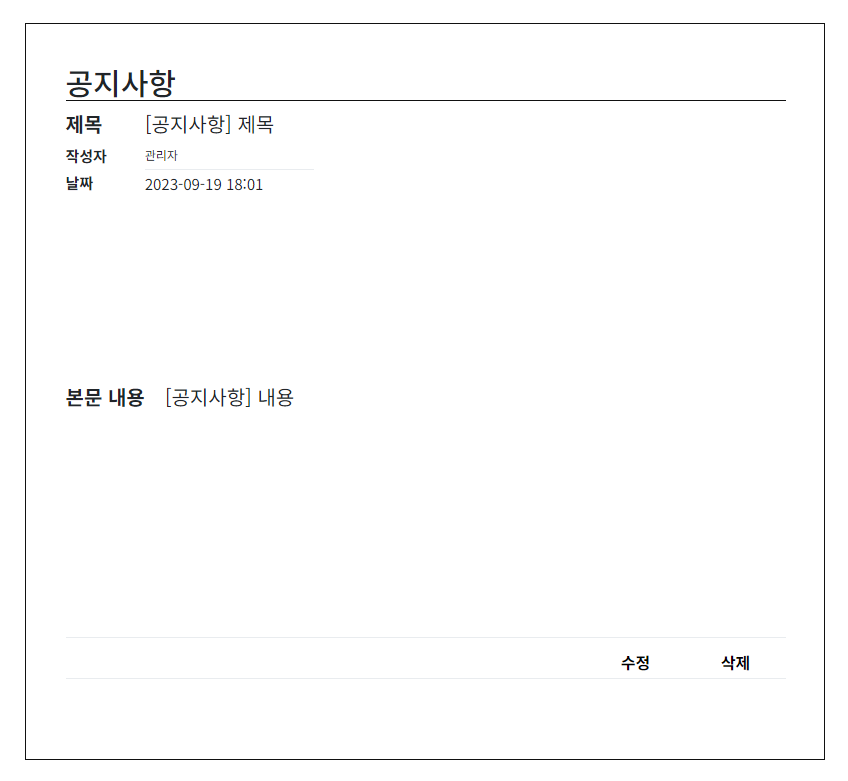 공지사항
제목 [공지사항] 제목
작성자 관리자
날짜 2023-09-19 18:01
본문 내용 [공지사항] 내용
수정 삭제